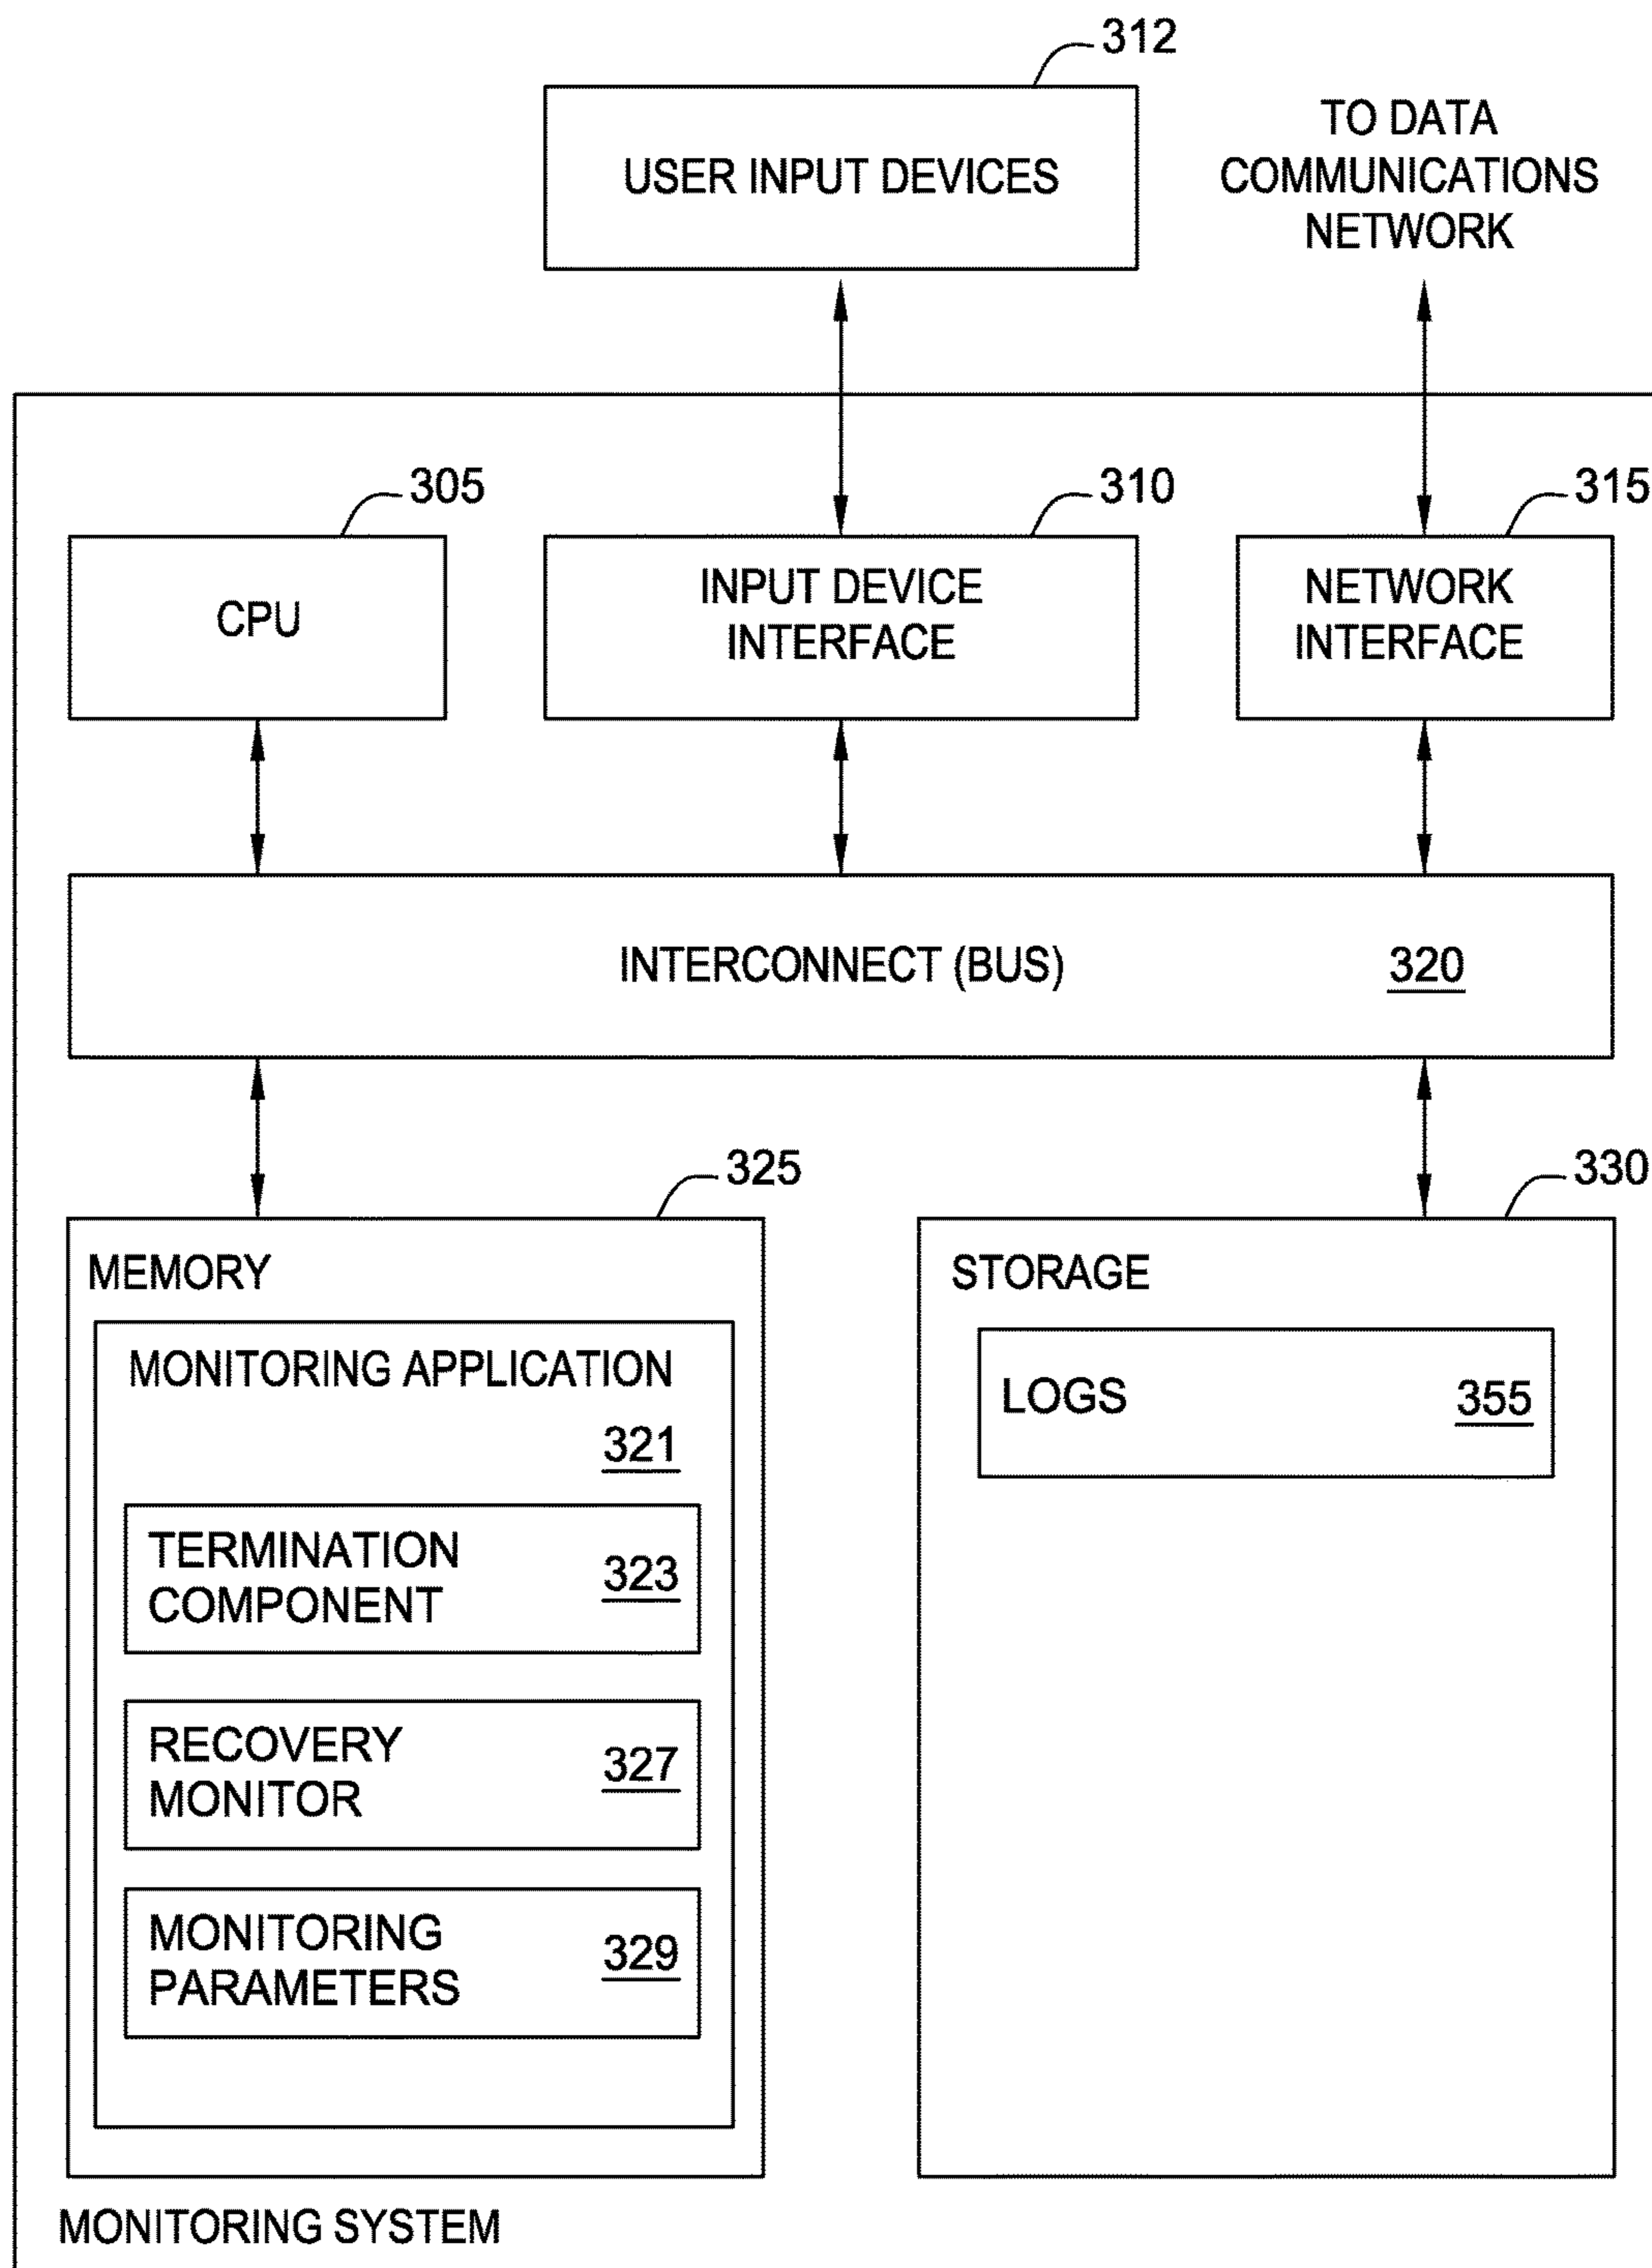 312
USER INPUT DEVICES
TO DATA
COMMUNICATIONS
NETWORK
305
310
315
CPU
INPUT DEVICE
INTERFACE
NETWORK
INTERFACE
INTERCONNECT (BUS) 320
325
330
MEMORY
MONITORING APPLICATION
321
TERMINATION
COMPONENT
323
RECOVERY
MONITOR
327
MONITORING
PARAMETERS
329
STORAGE
LOGS 355
MONITORING SYSTEM